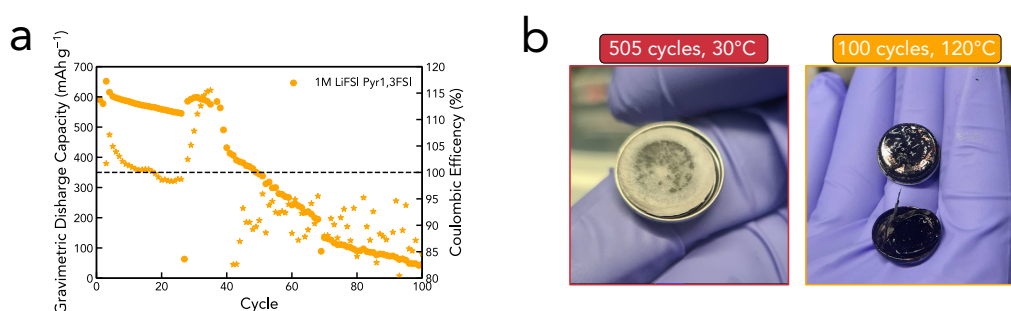 a
Gravimetric Disharge Capacity (mAh g⁻¹)
700
600
500
400
300
200
100
0
1M LiFSl Pyr1,3FSl
120
115
110
105
100
95
90
85
80
Coulombic Efficency (%)
0
20
40
60
80
100
Cycle
b
505 cycles, 30°C
100 cycles, 120°C